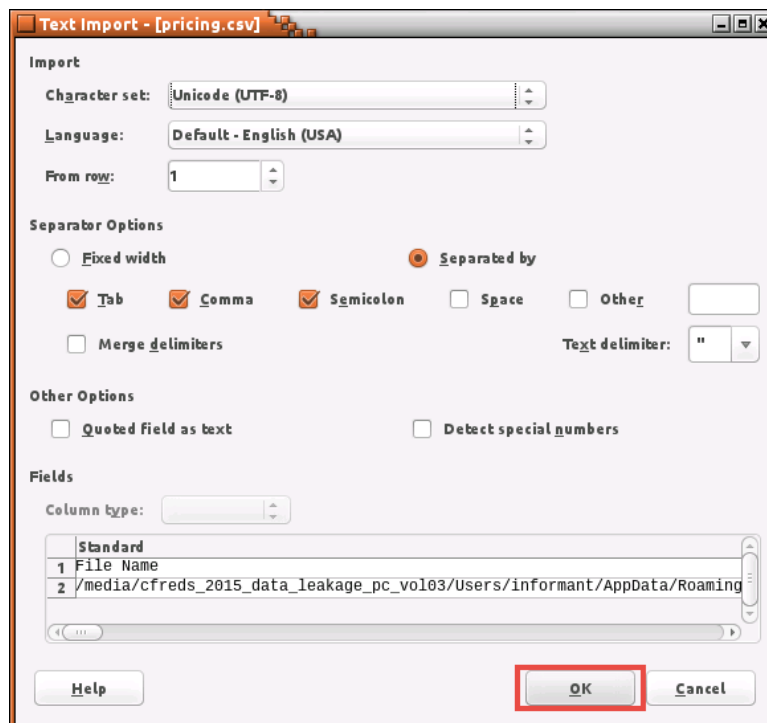 Text Import - [pricing.csv]
Import
Character set: Unicode (UTF-8)
Language: Default - English (USA)
From row: 1
Separator Options
Fixed width Separated by
Tab Comma Semicolon Space Other
Merge delimiters Text delimiter: "
Other Options
Quoted field as text Detect special numbers
Fields
Column type:
Standard
1 File Name
2 /media/cfreds_2015_data_leakage_pc_vol03/Users/informant/AppData/Roaming
Help OK Cancel